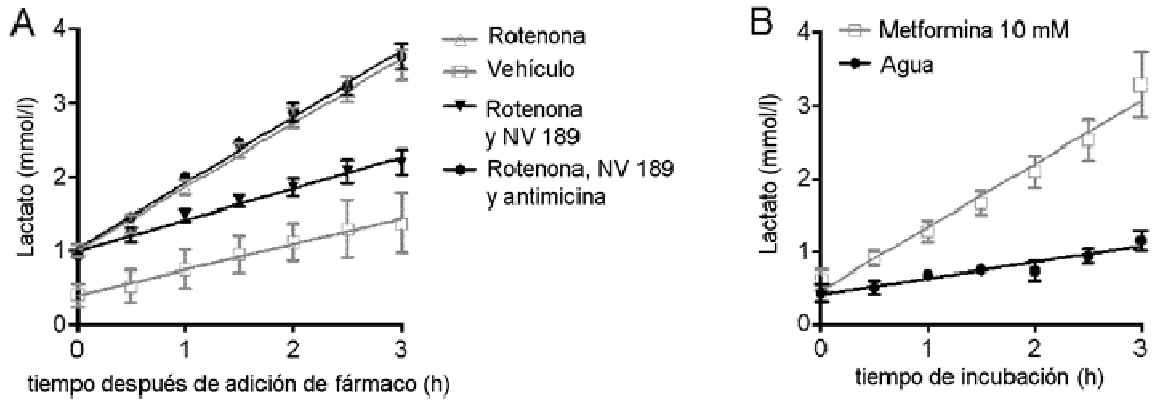 A
4
3
2
1
0
Lactato (mmol/l)
0 1 2 3
tiempo después de adición de fármaco (h)
Rotenona
Vehículo
Rotenona
y NV 189
Rotenona, NV 189
y antimicina
B
4
3
2
1
0
Lactato (mmol/l)
0 1 2 3
tiempo de incubación (h)
Metformina 10 mM
Agua